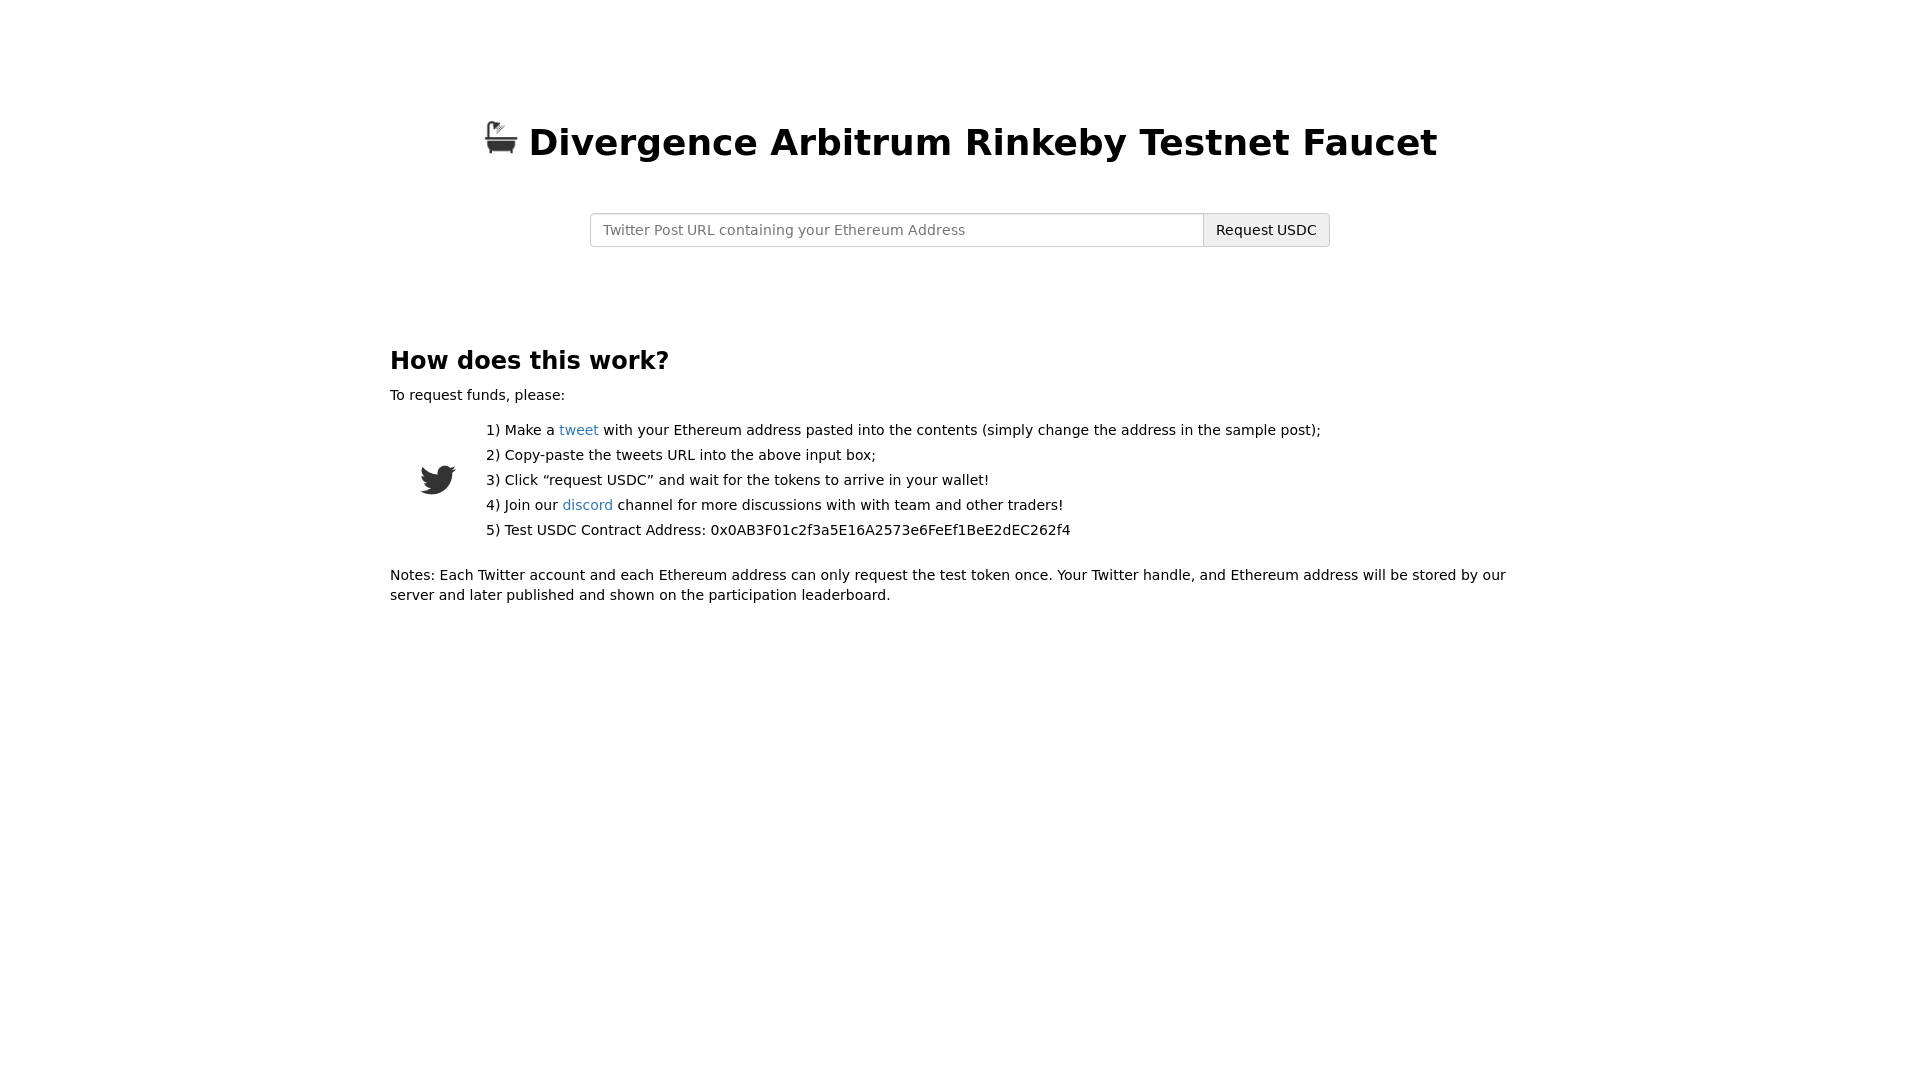 Divergence Arbitrum Rinkeby Testnet Faucet
Twitter Post URL containing your Ethereum Address
Request USDC
How does this work?
To request funds, please:
1) Make a tweet with your Ethereum address pasted into the contents (simply change the address in the sample post);
2) Copy-paste the tweets URL into the above input box;
3) Click “request USDC” and wait for the tokens to arrive in your wallet!
4) Join our discord channel for more discussions with with team and other traders!
5) Test USDC Contract Address: 0x0AB3F01c2f3a5E16A2573e6FeEf1BeE2dEC262f4
Notes: Each Twitter account and each Ethereum address can only request the test token once. Your Twitter handle, and Ethereum address will be stored by our
server and later published and shown on the participation leaderboard.